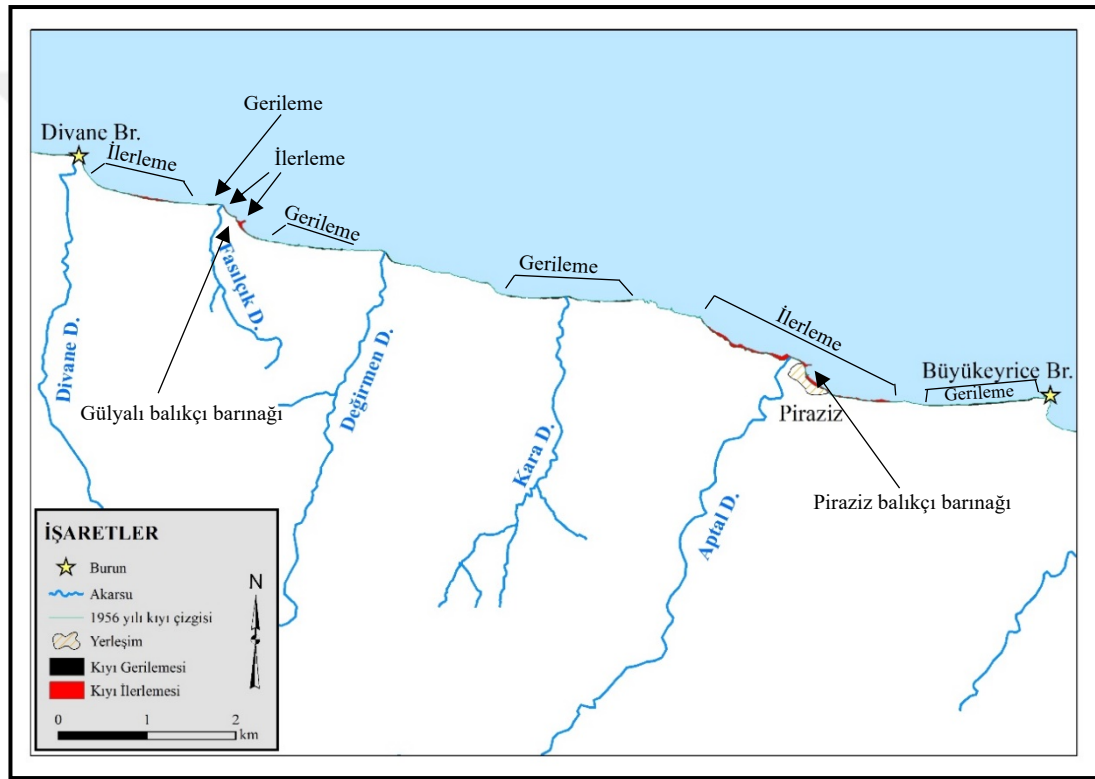 Gerileme
Divane Br.
İlerleme
İlerleme
Gerileme
Fasılçık D.
Gerileme
İlerleme
Divane D.
Değirmen D.
Büyükeyrice Br.
Gerileme
Gülyalı balıkçı barınağı
Piraziz
Kara D.
Aptal D.
Piraziz balıkçı barınağı
İŞARETLER
Burun
Akarsu
1956 yılı kıyı çizgisi
Yerleşim
Kıyı Gerilemesi
Kıyı İlerlemesi
N
0 1 2
km